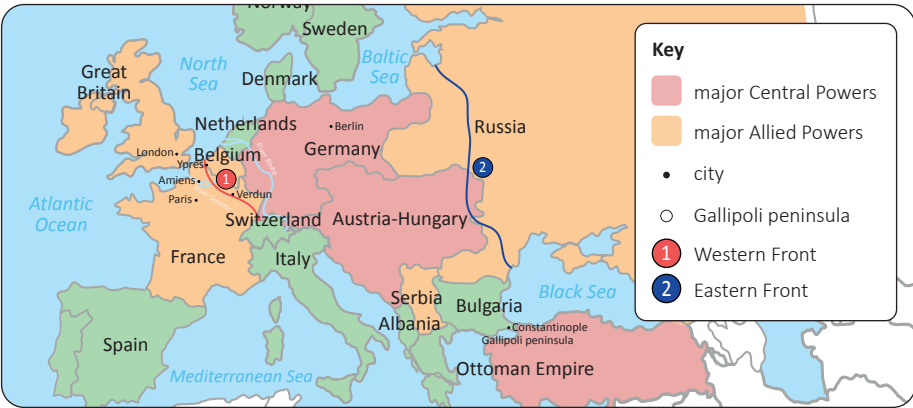 Norway
Sweden
Baltic
Sea
North
Sea
Denmark
Great
Britain
Netherlands
Berlin
Germany
Russia
London
Belgium
Ypres
1
Amiens
Verdun
Paris
2
Atlantic
Ocean
Switzerland
Austria-Hungary
France
Italy
Serbia
Albania
Bulgaria
Black Sea
Constantinople
Gallipoli peninsula
Spain
Mediterranean Sea
Ottoman Empire
Key
major Central Powers
major Allied Powers
city
Gallipoli peninsula
1 Western Front
2 Eastern Front